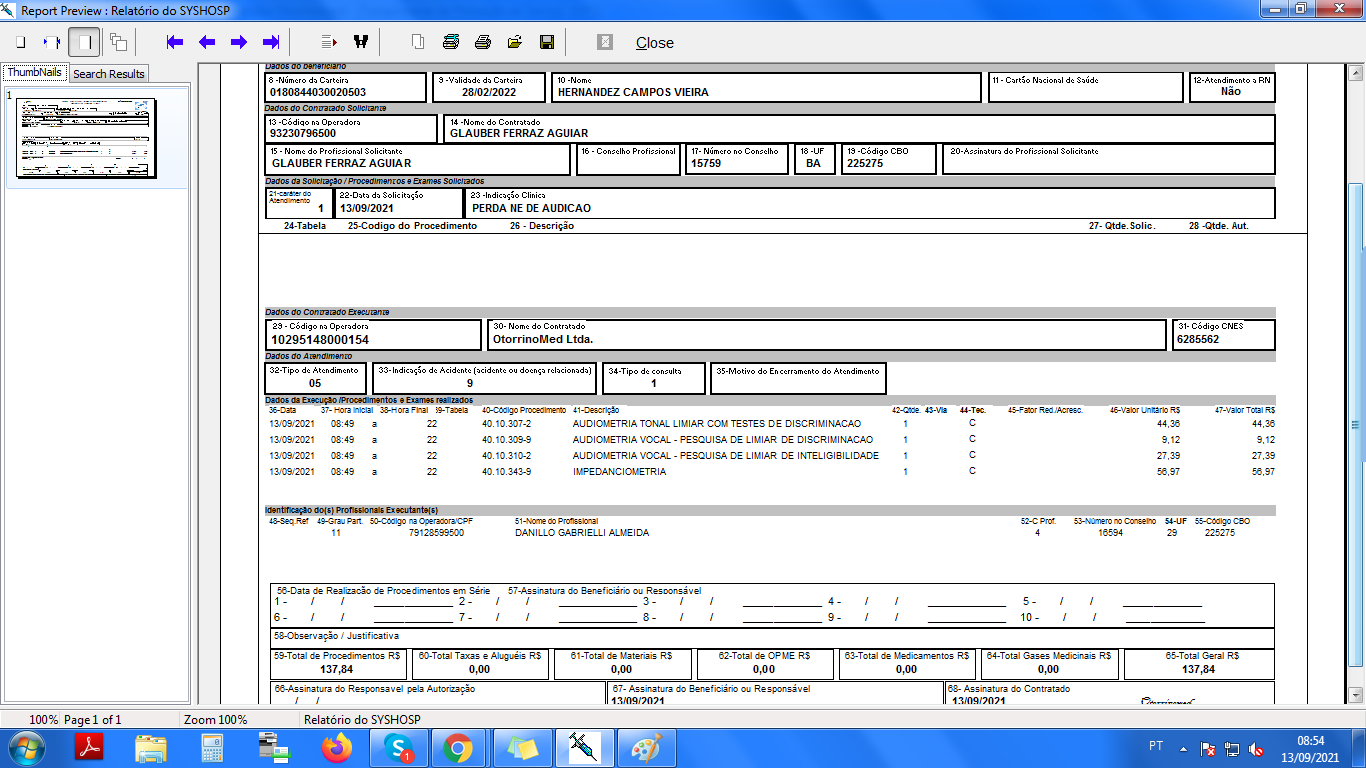 Report Preview : Relatório do SYSHOSP
Close
ThumbNails Search Results
1
Dados do beneficiário
8 -Número da Carteira 9 -Validade da Carteira 10 -Nome 11 - Cartão Nacional de Saúde 12-Atendimento a RN
0180844030020503 28/02/2022 HERNANDEZ CAMPOS VIEIRA Não
Dados do Contratado Solicitante
13 -Código na Operadora 14 -Nome do Contratado
93230796500 GLAUBER FERRAZ AGUIAR
15 - Nome do Profissional Solicitante 16 - Conselho Profissional 17- Número no Conselho 18 -UF 19 -Código CBO 20-Assinatura do Profissional Solicitante
GLAUBER FERRAZ AGUIAR 15759 BA 225275
Dados da Solicitação / Procedimentos e Exames Solicitados
21-caráter do Atendimento 22-Data da Solicitação 23 -Indicação Clínica
1 13/09/2021 PERDA NE DE AUDICAO
24-Tabela 25-Codigo do Procedimento 26 - Descrição 27- Qtde.Solic. 28 -Qtde. Aut.
Dados do Contratado Executante
29 - Código na Operadora 30- Nome do Contratado 31- Código CNES
10295148000154 OtorrinoMed Ltda. 6285562
Dados do Atendimento
32-Tipo de Atendimento 33-Indicação de Acidente (acidente ou doença relacionada) 34-Tipo de consulta 35-Motivo do Encerramento do Atendimento
05 9 1
Dados da Execução /Procedimentos e Exames realizados
36-Data 37- Hora Inicial 38-Hora Final 39-Tabela 40-Código Procedimento 41-Descrição 42-Qtde. 43-Via 44-Tec. 45-Fator Red./Acresc. 46-Valor Unitário R$ 47-Valor Total R$
13/09/2021 08:49 a 22 40.10.307-2 AUDIOMETRIA TONAL LIMIAR COM TESTES DE DISCRIMINACAO 1 C 44,36 44,36
13/09/2021 08:49 a 22 40.10.309-9 AUDIOMETRIA VOCAL - PESQUISA DE LIMIAR DE DISCRIMINACAO 1 C 9,12 9,12
13/09/2021 08:49 a 22 40.10.310-2 AUDIOMETRIA VOCAL - PESQUISA DE LIMIAR DE INTELIGIBILIDADE 1 C 27,39 27,39
13/09/2021 08:49 a 22 40.10.343-9 IMPEDANCIOMETRIA 1 C 56,97 56,97
Identificação do(s) Profissionais Executante(s)
48-Seq.Ref 49-Grau Part. 50-Código na Operadora/CPF 51-Nome do Profissional 52-C Prof. 53-Número no Conselho 54-UF 55-Código CBO
11 79128599500 DANILLO GABRIELLI ALMEIDA 4 16594 29 225275
56-Data de Realização de Procedimentos em Série 57-Assinatura do Beneficiário ou Responsável
1 - / / ____________ 2 - / / ____________ 3 - / / ____________ 4 - / / ____________ 5 - / / ____________
6 - / / ____________ 7 - / / ____________ 8 - / / ____________ 9 - / / ____________ 10 - / / ____________
58-Observação / Justificativa
59-Total de Procedimentos R$ 60-Total Taxas e Aluguéis R$ 61-Total de Materiais R$ 62-Total de OPME R$ 63-Total de Medicamentos R$ 64-Total Gases Medicinais R$ 65-Total Geral R$
137,84 0,00 0,00 0,00 0,00 0,00 137,84
66-Assinatura do Responsavel pela Autorização 67- Assinatura do Beneficiário ou Responsável 68- Assinatura do Contratado
/ / 13/09/2021 13/09/2021
100% Page 1 of 1 Zoom 100% Relatório do SYSHOSP
1
PT 08:54
13/09/2021